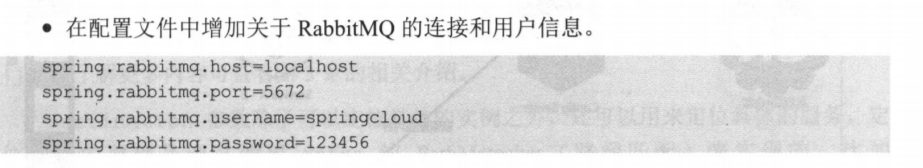 • 在配置文件中增加关于 RabbitMQ 的连接和用户信息。
spring.rabbitmq.host=localhost
spring.rabbitmq.port=5672
spring.rabbitmq.username=springcloud
spring.rabbitmq.password=123456